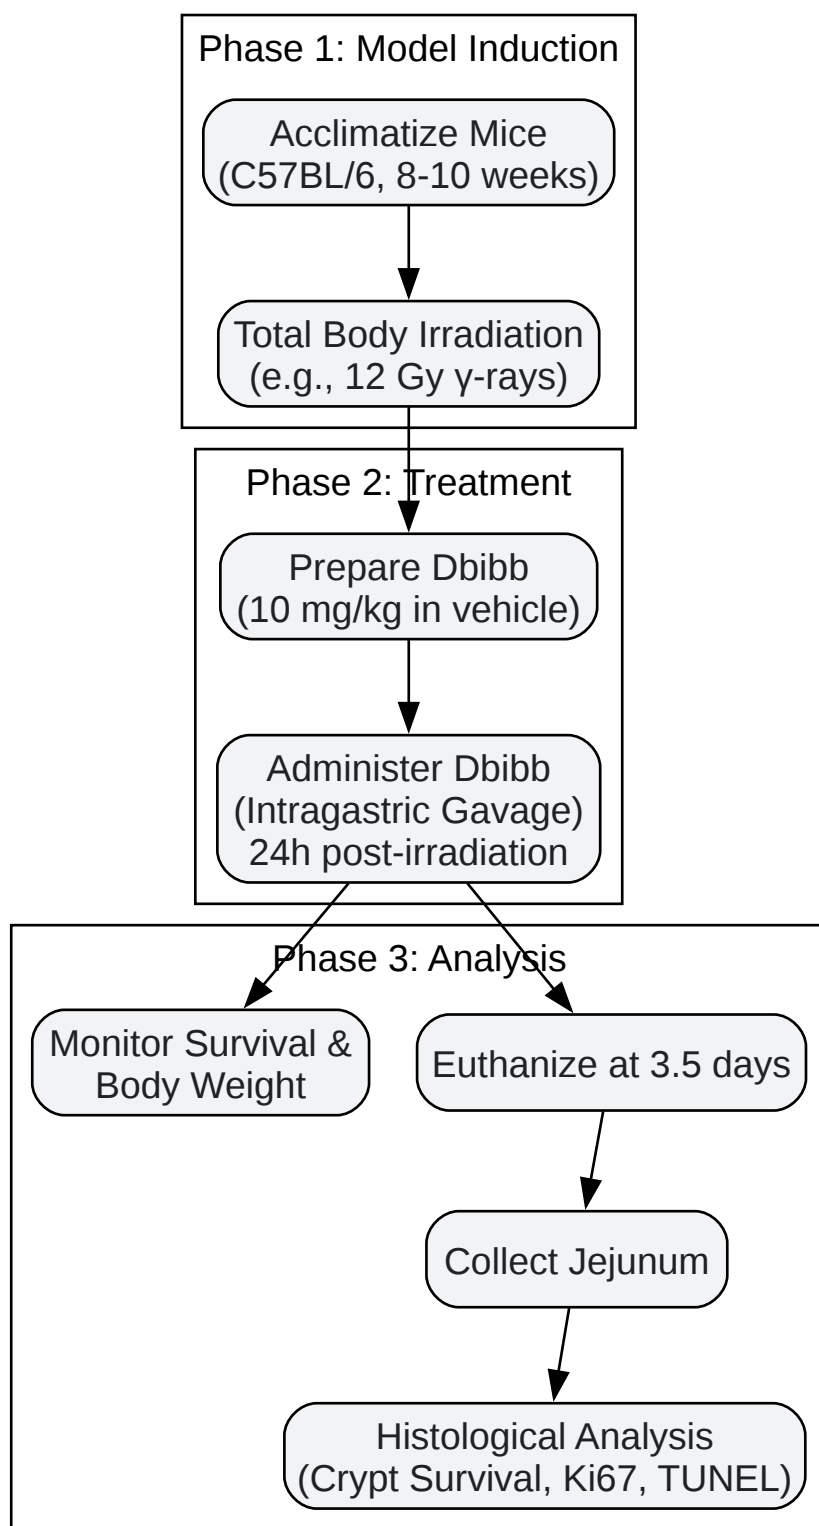 Phase 1: Model Induction
Acclimatize Mice
(C57BL/6, 8-10 weeks)
Total Body Irradiation
(e.g., 12 Gy γ-rays)
Phase 2: Treatment
Prepare Dbibb
(10 mg/kg in vehicle)
Administer Dbibb
(Intragastric Gavage)
24h post-irradiation
Phase 3: Analysis
Monitor Survival &
Body Weight
Euthanize at 3.5 days
Collect Jejunum
Histological Analysis
(Crypt Survival, Ki67, TUNEL)